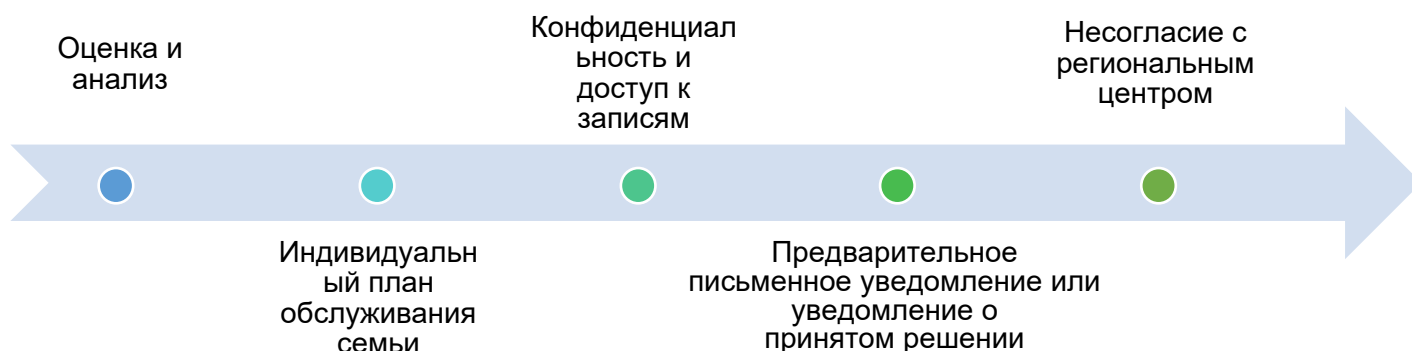 Оценка и
анализ
Индивидуальн
ый план
обслуживания
семьи
Конфиденциал
ьность и
доступ к
записям
Предварительное
письменное уведомление или
уведомление о
принятом решении
Несогласие с
региональным
центром